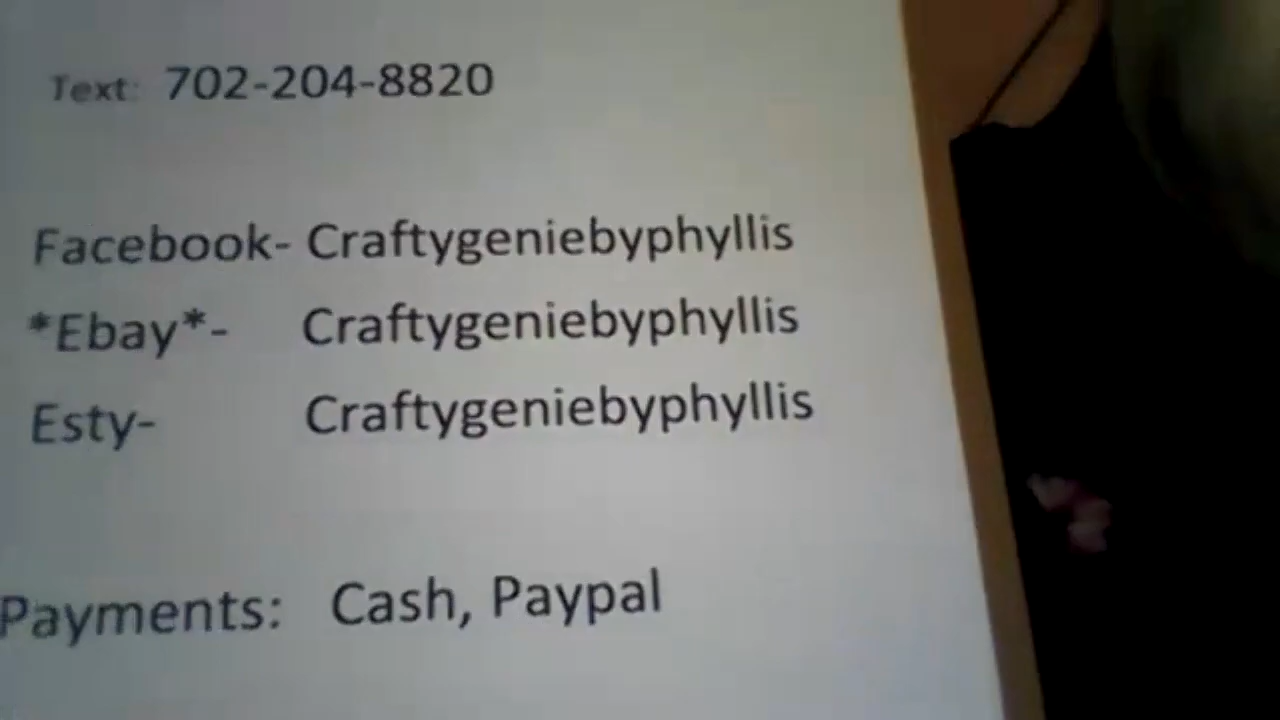 Text: 702-204-8820
Facebook- Craftygeniebyphyllis
*Ebay*- Craftygeniebyphyllis
Esty- Craftygeniebyphyllis
Payments: Cash, Paypal